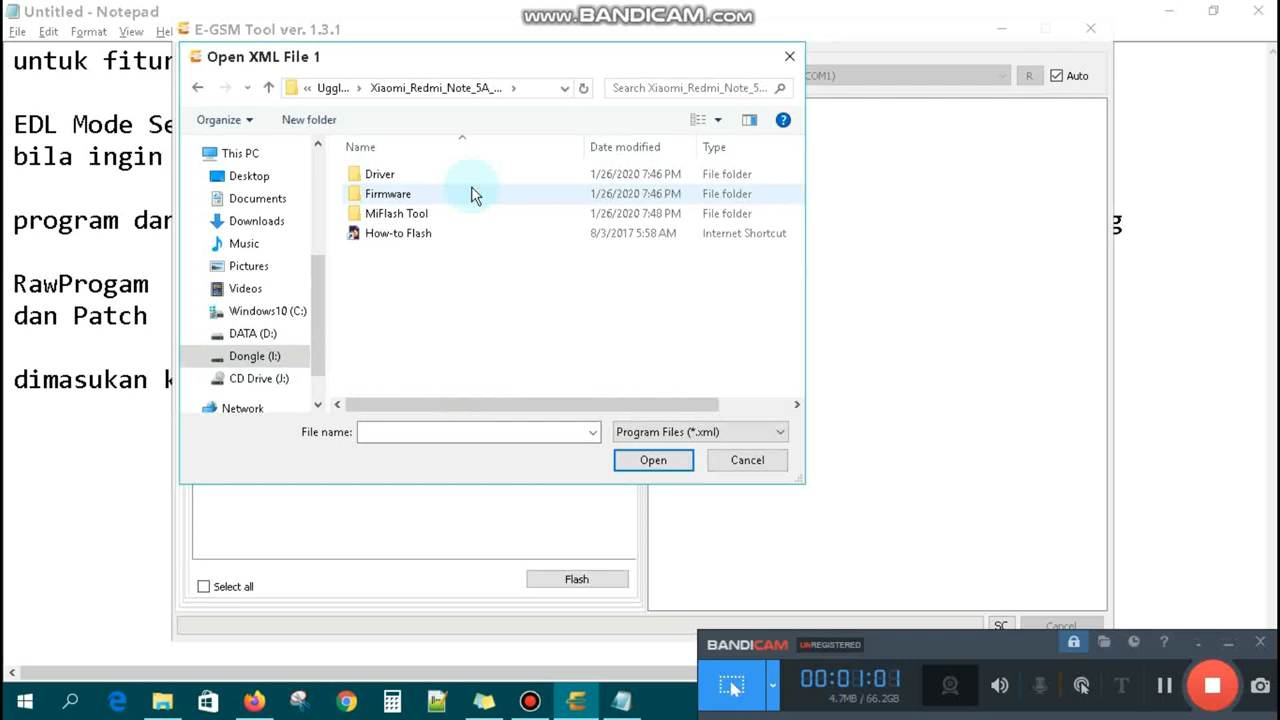 Untitled - Notepad
www.BANDICAM.com
File Edit Format View He
E-GSM Tool ver. 1.3.1
untuk fitur
EDL Mode Se
bila ingin
program dar
g
RawProgam
dan Patch
dimasukan k
COM1)
R
Auto
Open XML File 1
« Uggl... › Xiaomi_Redmi_Note_5A_... ›
Search Xiaomi_Redmi_Note_5...
Organize
New folder
Name Date modified Type
Driver 1/26/2020 7:46 PM File folder
Firmware 1/26/2020 7:46 PM File folder
MiFlash Tool 1/26/2020 7:48 PM File folder
How-to Flash 8/3/2017 5:58 AM Internet Shortcut
This PC
Desktop
Documents
Downloads
Music
Pictures
Videos
Windows10 (C:)
DATA (D:)
Dongle (I:)
CD Drive (J:)
Network
File name:
Program Files (*.xml)
Open
Cancel
Select all
Flash
SC
Cancel
BANDICAM UNREGISTERED
00:01:01
4.7MB / 66.2GB